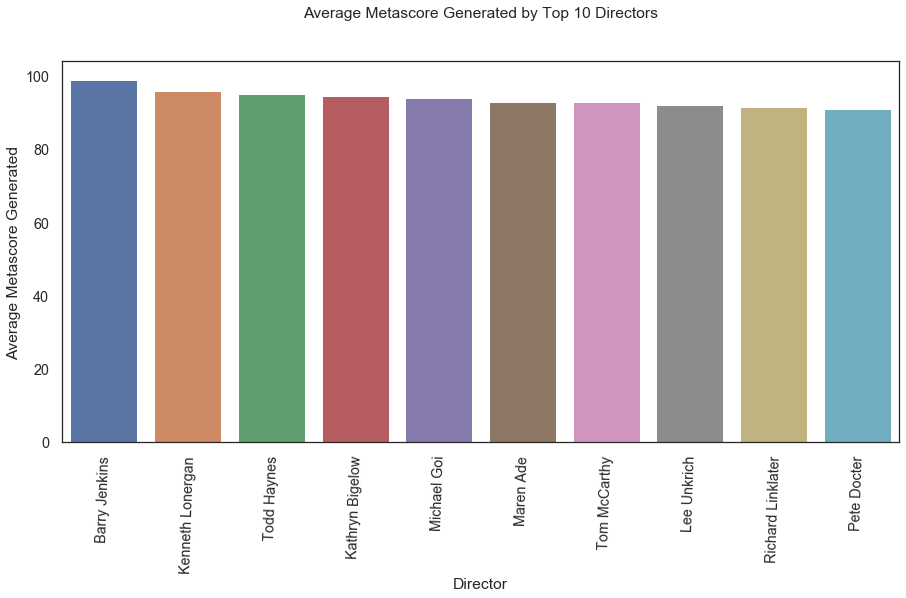 Average Metascore Generated by Top 10 Directors
Average Metascore Generated
100
80
60
40
20
0
Barry Jenkins
Kenneth Lonergan
Todd Haynes
Kathryn Bigelow
Michael Goi
Maren Ade
Tom McCarthy
Lee Unkrich
Richard Linklater
Pete Docter
Director